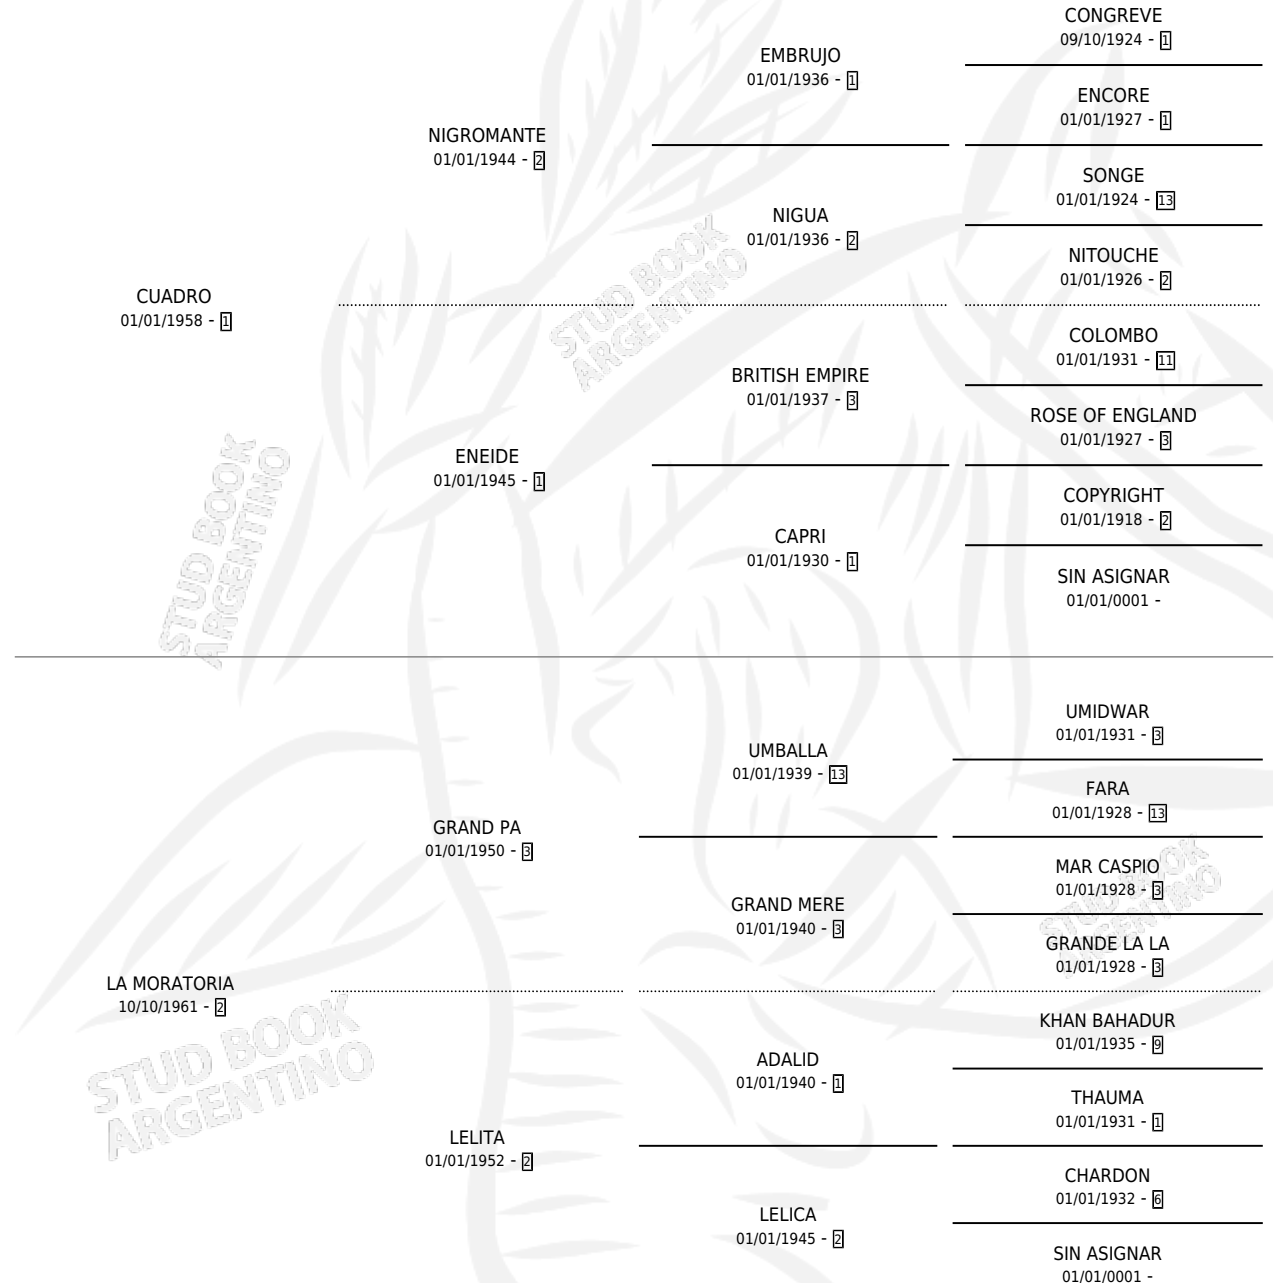 CONGREVE
09/10/1924 - 1
EMBRUJO
01/01/1936 - 1
ENCORE
01/01/1927 - 1
NIGROMANTE
01/01/1944 - 2
SONGE
01/01/1924 - 13
NIGUA
01/01/1936 - 2
NITOUCHE
01/01/1926 - 2
CUADRO
01/01/1958 - 1
COLOMBO
01/01/1931 - 11
BRITISH EMPIRE
01/01/1937 - 3
ROSE OF ENGLAND
01/01/1927 - 3
ENEIDE
01/01/1945 - 1
COPYRIGHT
01/01/1918 - 2
CAPRI
01/01/1930 - 1
SIN ASIGNAR
01/01/0001 -
UMIDWAR
01/01/1931 - 3
UMBALLA
01/01/1939 - 13
FARA
01/01/1928 - 13
GRAND PA
01/01/1950 - 3
MAR CASPIO
01/01/1928 - 3
GRAND MERE
01/01/1940 - 3
GRANDE LA LA
01/01/1928 - 3
LA MORATORIA
10/10/1961 - 2
KHAN BAHADUR
01/01/1935 - 9
ADALID
01/01/1940 - 1
THAUMA
01/01/1931 - 1
LELITA
01/01/1952 - 2
CHARDON
01/01/1932 - 6
LELICA
01/01/1945 - 2
SIN ASIGNAR
01/01/0001 -
STUD BOOK
ARGENTINO
STUD BOOK
ARGENTINO
STUD BOOK
ARGENTINO
STUD BOOK
ARGENTINO